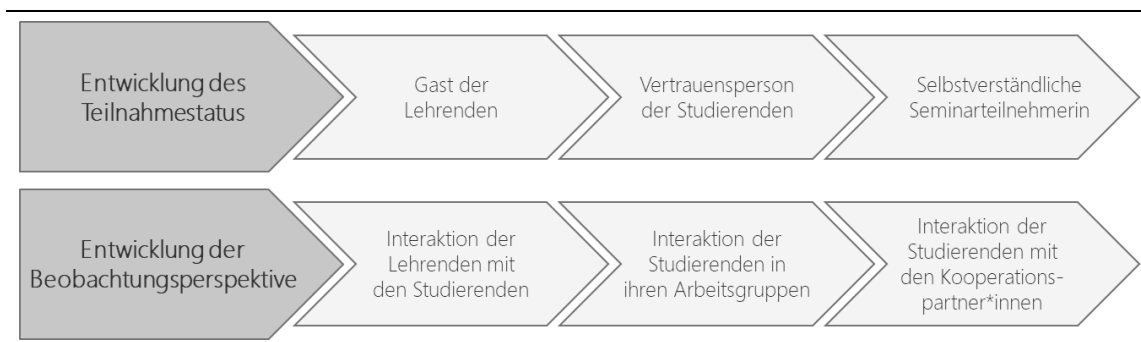 Entwicklung des
Teilnahmestatus
Gast der
Lehrenden
Vertrauensperson
der Studierenden
Selbstverständliche
Seminarteilnehmerin
Entwicklung der
Beobachtungsperspektive
Interaktion der
Lehrenden mit
den Studierenden
Interaktion der
Studierenden in
ihren Arbeitsgruppen
Interaktion der
Studierenden mit
den Kooperations-
partner*innen